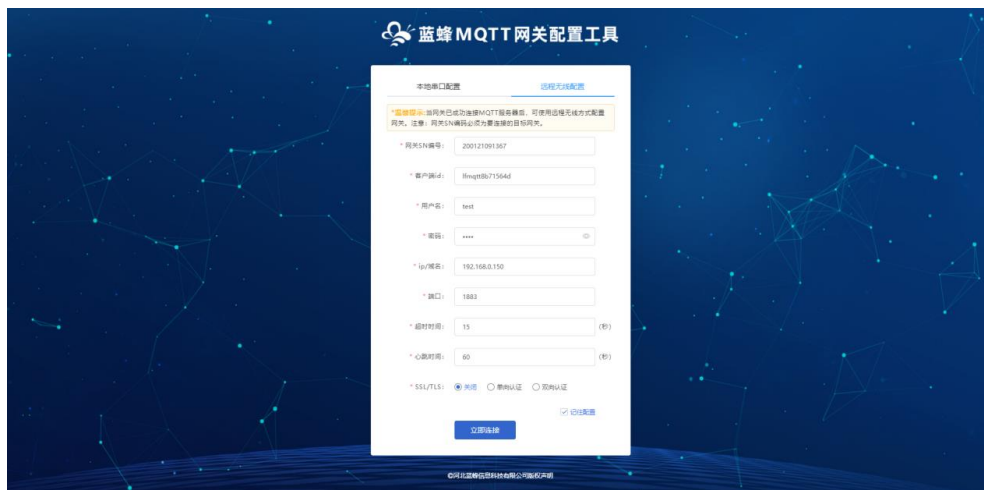 蓝蜂MQTT网关配置工具
本地串口配置 远程无线配置
*蓝蜂提示:当网关已成功连接MQTT服务器后，可使用远程无线方式配置
网关。注意：网关SN编码必须为要连接的目标网关。
* 网关SN编号: 200121091367
* 客户端id: lfmqtt8b71564d
* 用户名: test
* 密码: ••••
* ip/域名: 192.168.0.150
* 端口: 1883
* 超时时间: 15 (秒)
* 心跳时间: 60 (秒)
* SSL/TLS: 关闭 单向认证 双向认证
记住配置
立即连接
©河北蓝蜂信息科技有限公司版权声明